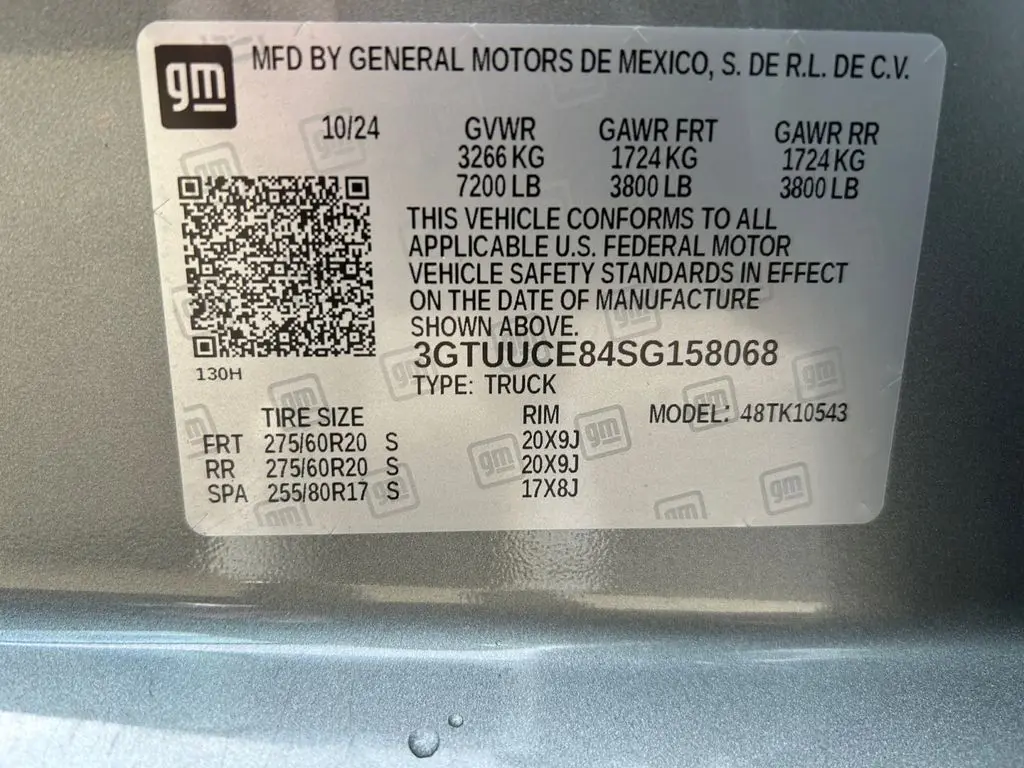 gm
MFD BY GENERAL MOTORS DE MEXICO, S. DE R.L. DE C.V.
10/24 GVWR GAWR FRT GAWR RR
3266 KG 1724 KG 1724 KG
7200 LB 3800 LB 3800 LB
THIS VEHICLE CONFORMS TO ALL
APPLICABLE U.S. FEDERAL MOTOR
VEHICLE SAFETY STANDARDS IN EFFECT
ON THE DATE OF MANUFACTURE
SHOWN ABOVE.
3GTUUCE84SG158068
130H
TYPE: TRUCK
TIRE SIZE RIM MODEL: 48TK10543
FRT 275/60R20 S 20X9J
RR 275/60R20 S 20X9J
SPA 255/80R17 S 17X8J